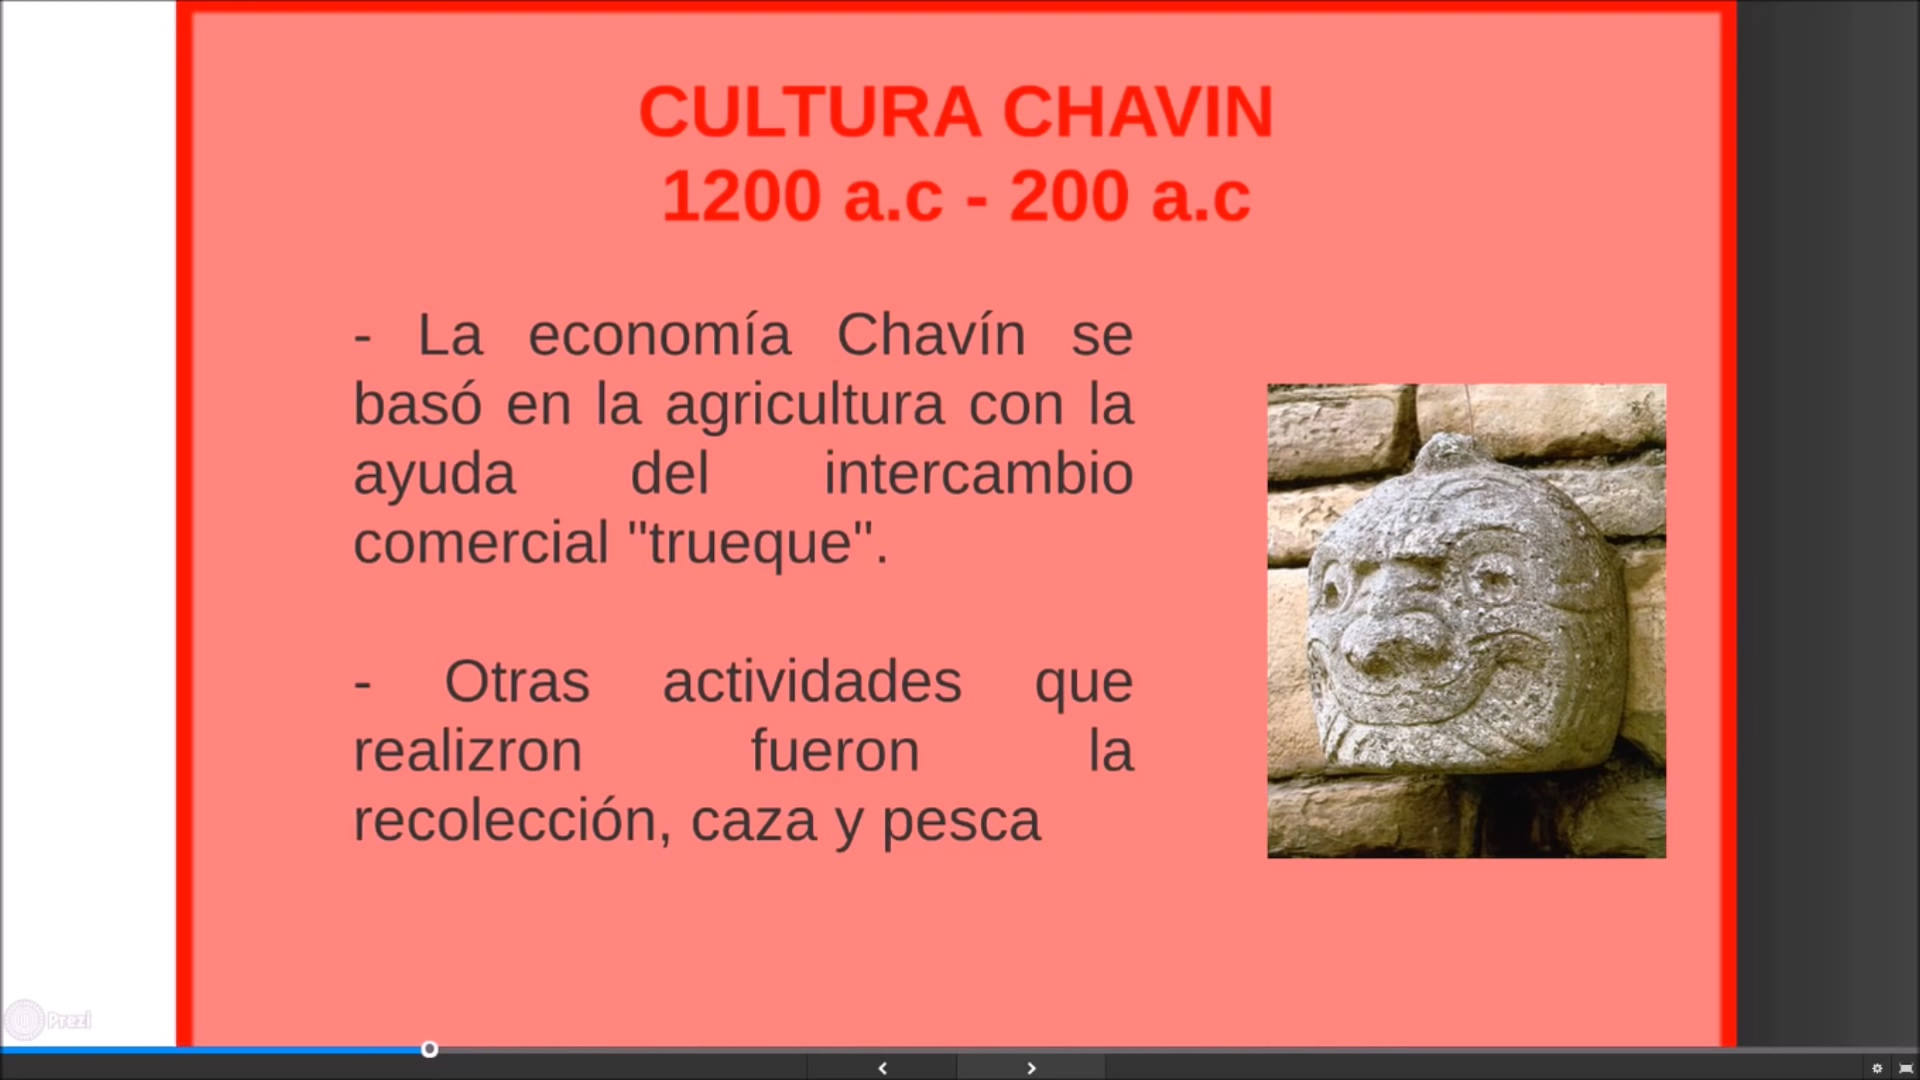 CULTURA CHAVIN
1200 a.c - 200 a.c
- La economía Chavín se
basó en la agricultura con la
ayuda del intercambio
comercial "trueque".
- Otras actividades que
realizron fueron la
recolección, caza y pesca
Prezi